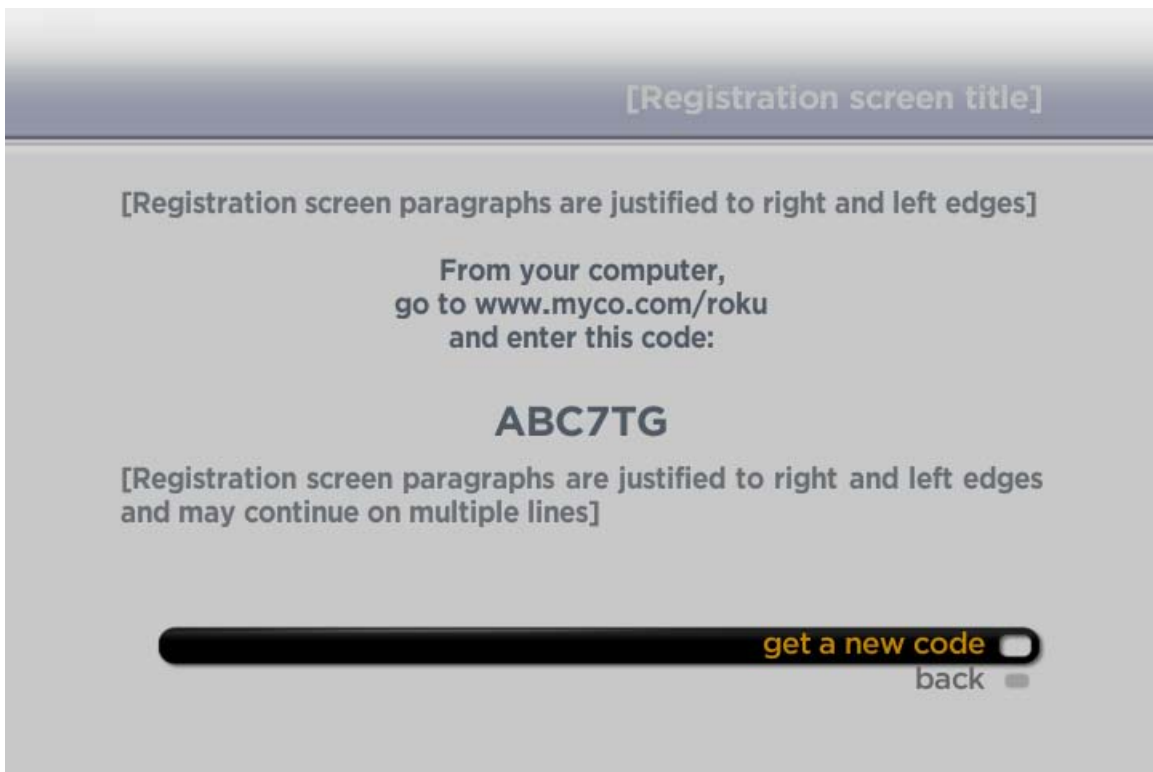 [Registration screen title]
[Registration screen paragraphs are justified to right and left edges]
From your computer,
go to www.myco.com/roku
and enter this code:
ABC7TG
[Registration screen paragraphs are justified to right and left edges
and may continue on multiple lines]
get a new code
back